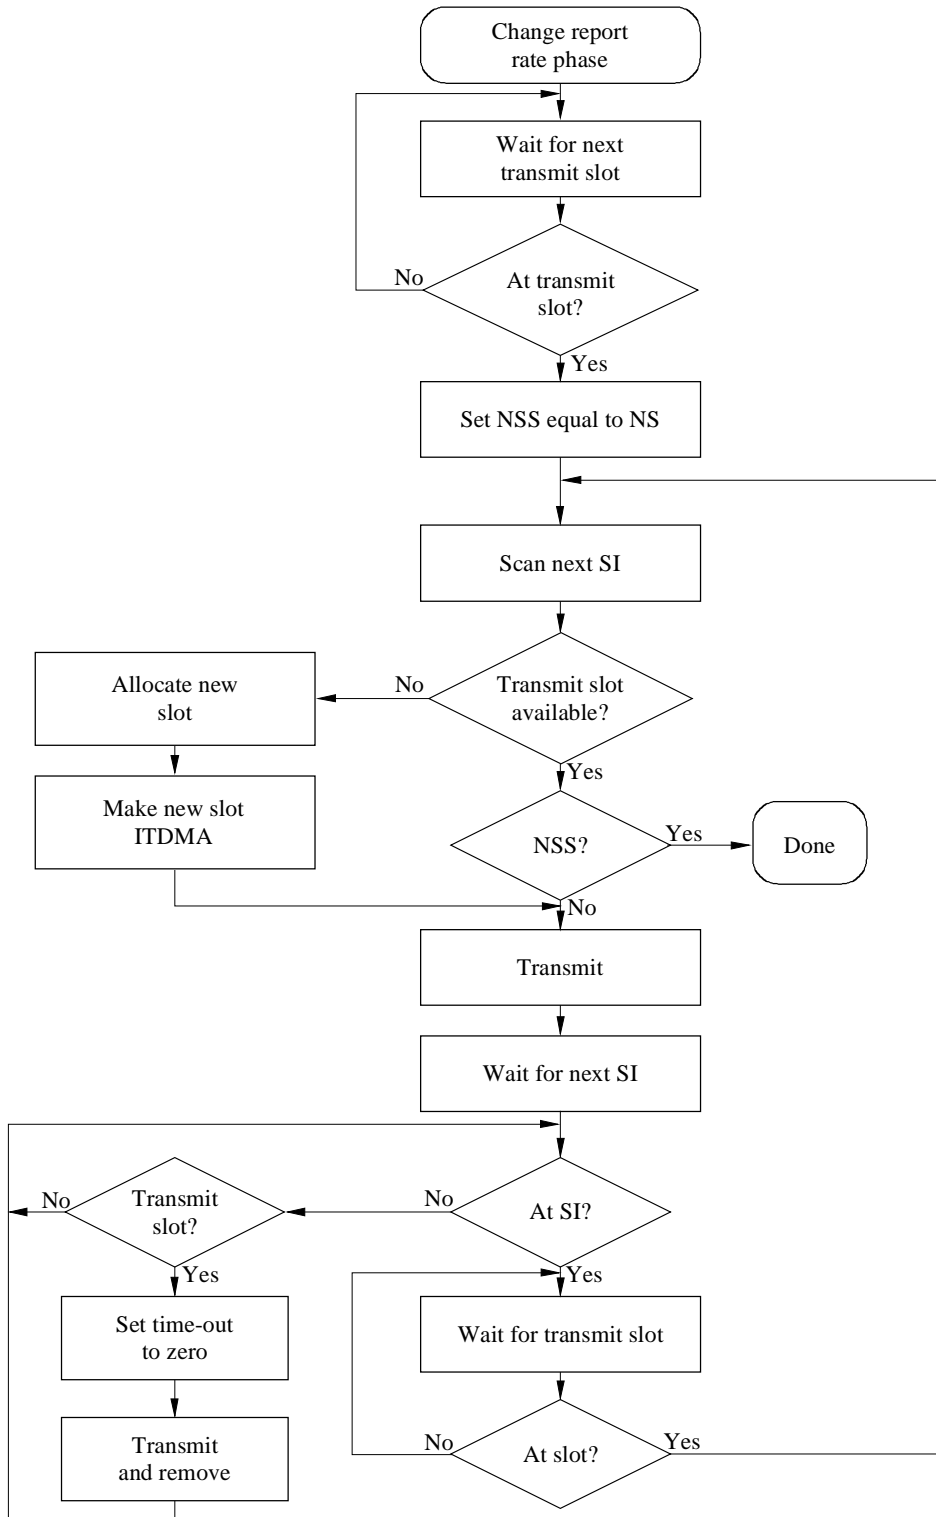 Change report
rate phase
Wait for next
transmit slot
No
At transmit
slot?
Yes
Set NSS equal to NS
Scan next SI
Allocate new
slot
No
Transmit slot
available?
Yes
Make new slot
ITDMA
NSS?
Yes
Done
No
Transmit
Wait for next SI
No
Transmit
slot?
No
At SI?
Yes
Yes
Set time-out
to zero
Wait for transmit slot
Transmit
and remove
No
At slot?
Yes